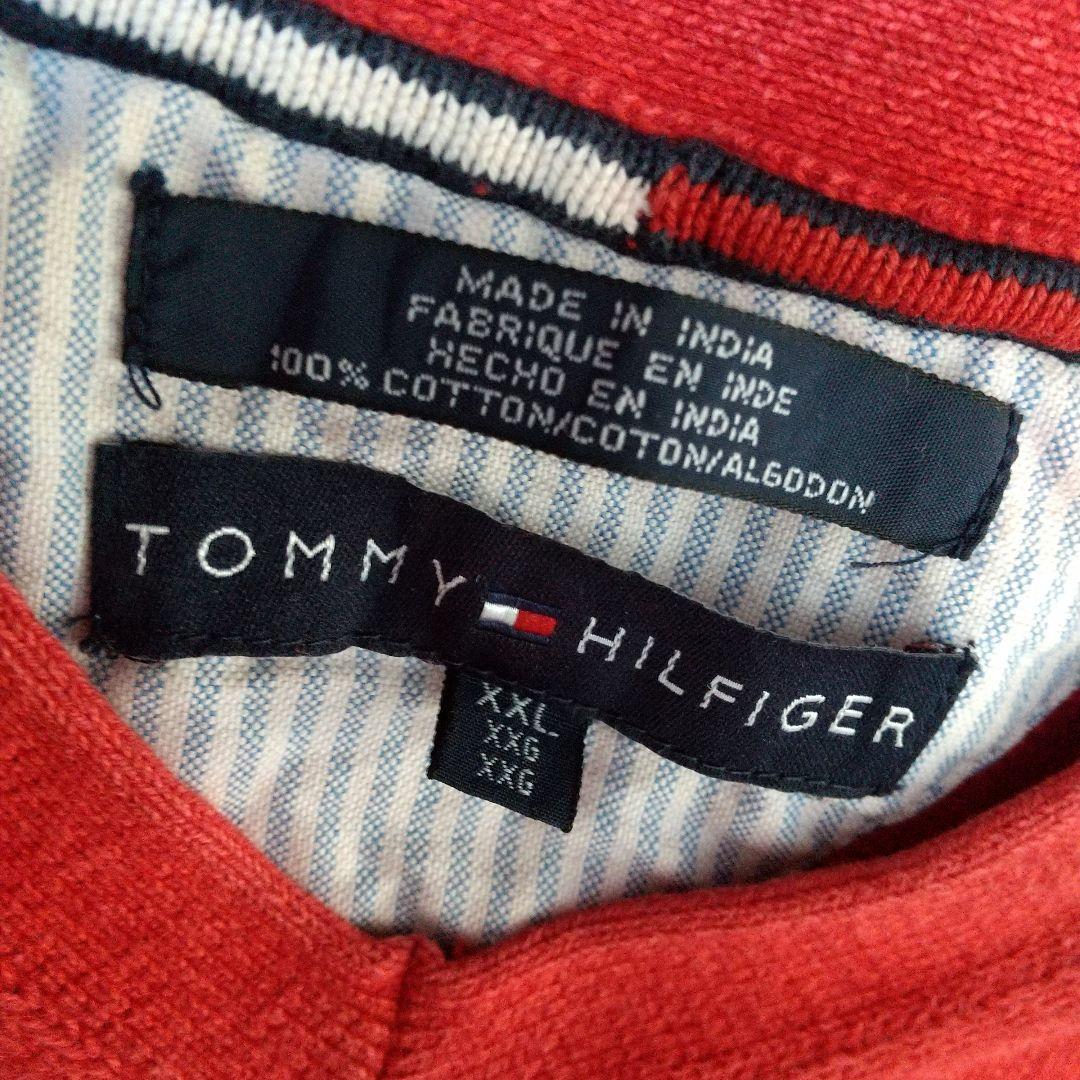 MADE IN INDIA
FABRIQUE EN INDE
HECHO EN INDIA
100% COTTON/COTON/ALGODON
TOMMY HILFIGER
XXL
XXG
XXG